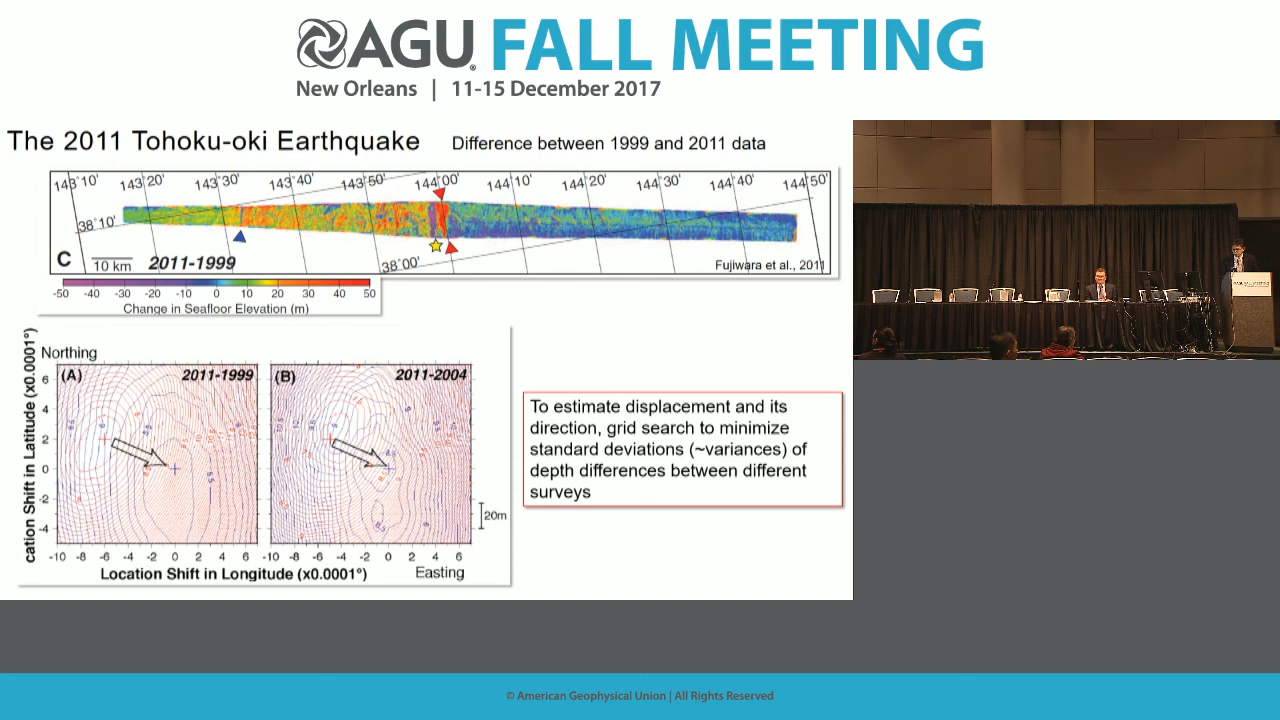 AGU FALL MEETING
New Orleans | 11-15 December 2017
The 2011 Tohoku-oki Earthquake
Difference between 1999 and 2011 data
143°10' 143°20' 143°30' 143°40' 143°50' 144°00' 144°10' 144°20' 144°30' 144°40' 144°50'
38°10'
38°00'
C 10 km 2011-1999
Fujiwara et al., 2011
-50 -40 -30 -20 -10 0 10 20 30 40 50
Change in Seafloor Elevation (m)
Northing
cation Shift in Latitude (x0.0001°)
(A) 2011-1999
(B) 2011-2004
6
4
2
0
-2
-4
20m
-10 -8 -6 -4 -2 0 2 4 6
-10 -8 -6 -4 -2 0 2 4 6
Location Shift in Longitude (x0.0001°)
Easting
To estimate displacement and its
direction, grid search to minimize
standard deviations (~variances) of
depth differences between different
surveys
© American Geophysical Union | All Rights Reserved